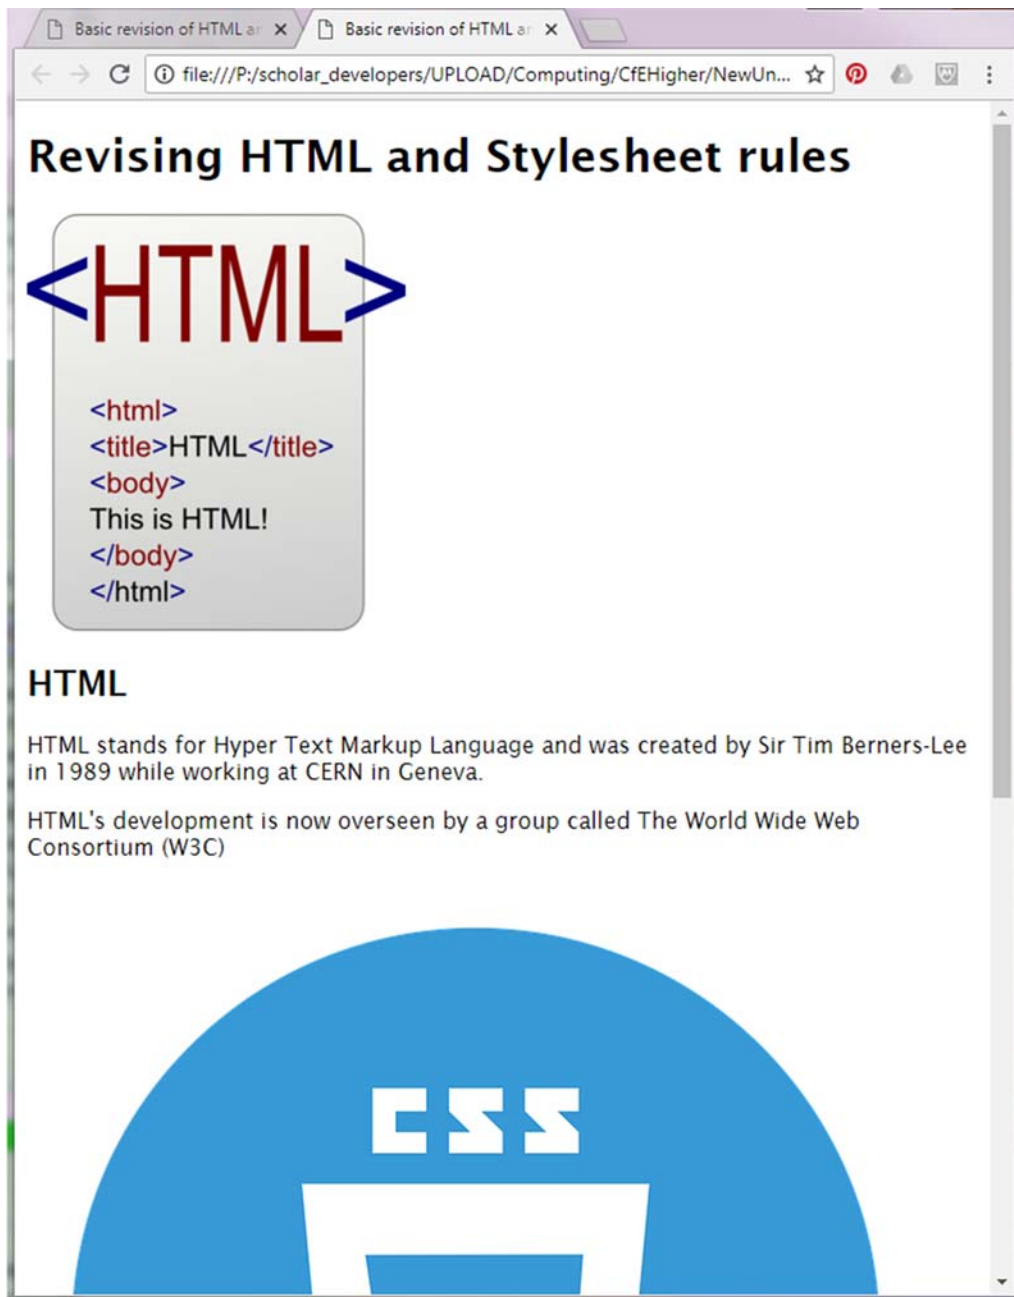 Basic revision of HTML ar
Basic revision of HTML ar
file:///P:/scholar_developers/UPLOAD/Computing/CfEHigher/NewUn...
Revising HTML and Stylesheet rules
<HTML>
<html>
<title>HTML</title>
<body>
This is HTML!
</body>
</html>
HTML
HTML stands for Hyper Text Markup Language and was created by Sir Tim Berners-Lee
in 1989 while working at CERN in Geneva.
HTML's development is now overseen by a group called The World Wide Web
Consortium (W3C)
CSS